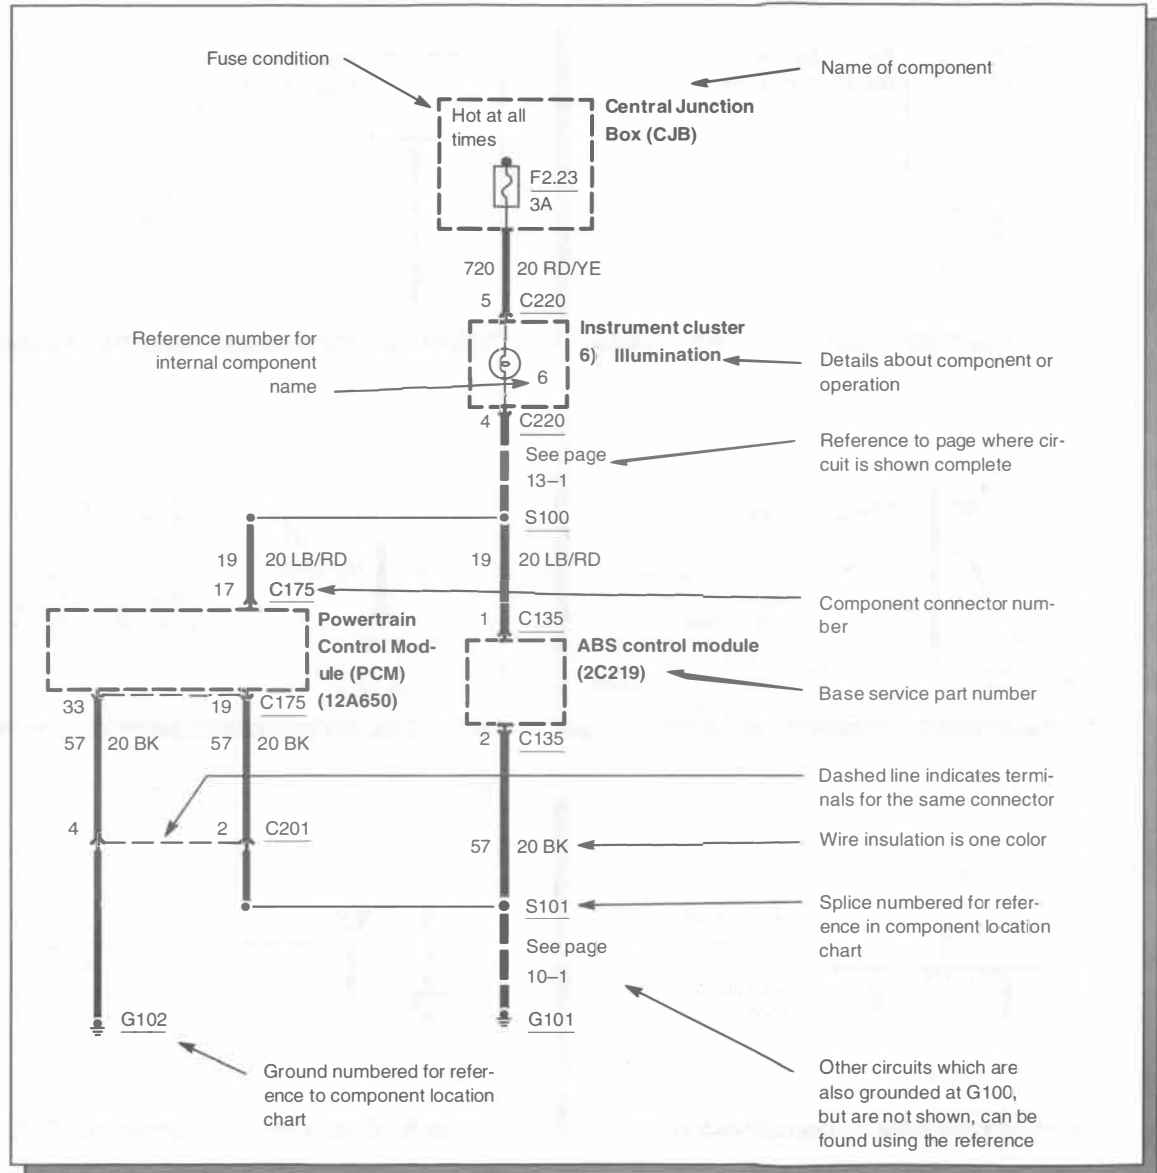 Fuse condition
Name of component
Hot at all
times
Central Junction
Box (CJB)
F2.23
3A
720
20 RD/YE
5
C220
Reference number for
internal component
name
6
Instrument cluster
6) Illumination
Details about component or
operation
4
C220
See page
13–1
Reference to page where cir-
cuit is shown complete
S100
19
20 LB/RD
19
20 LB/RD
17
C175
1
C135
Component connector num-
ber
Powertrain
Control Mod-
ule (PCM)
(12A650)
ABS control module
(2C219)
Base service part number
33
19
C175
57
20 BK
57
20 BK
2
C135
Dashed line indicates termi-
nals for the same connector
4
2
C201
57
20 BK
Wire insulation is one color
S101
Splice numbered for refer-
ence in component location
chart
See page
10–1
G102
G101
Ground numbered for refer-
ence to component location
chart
Other circuits which are
also grounded at G100,
but are not shown, can be
found using the reference